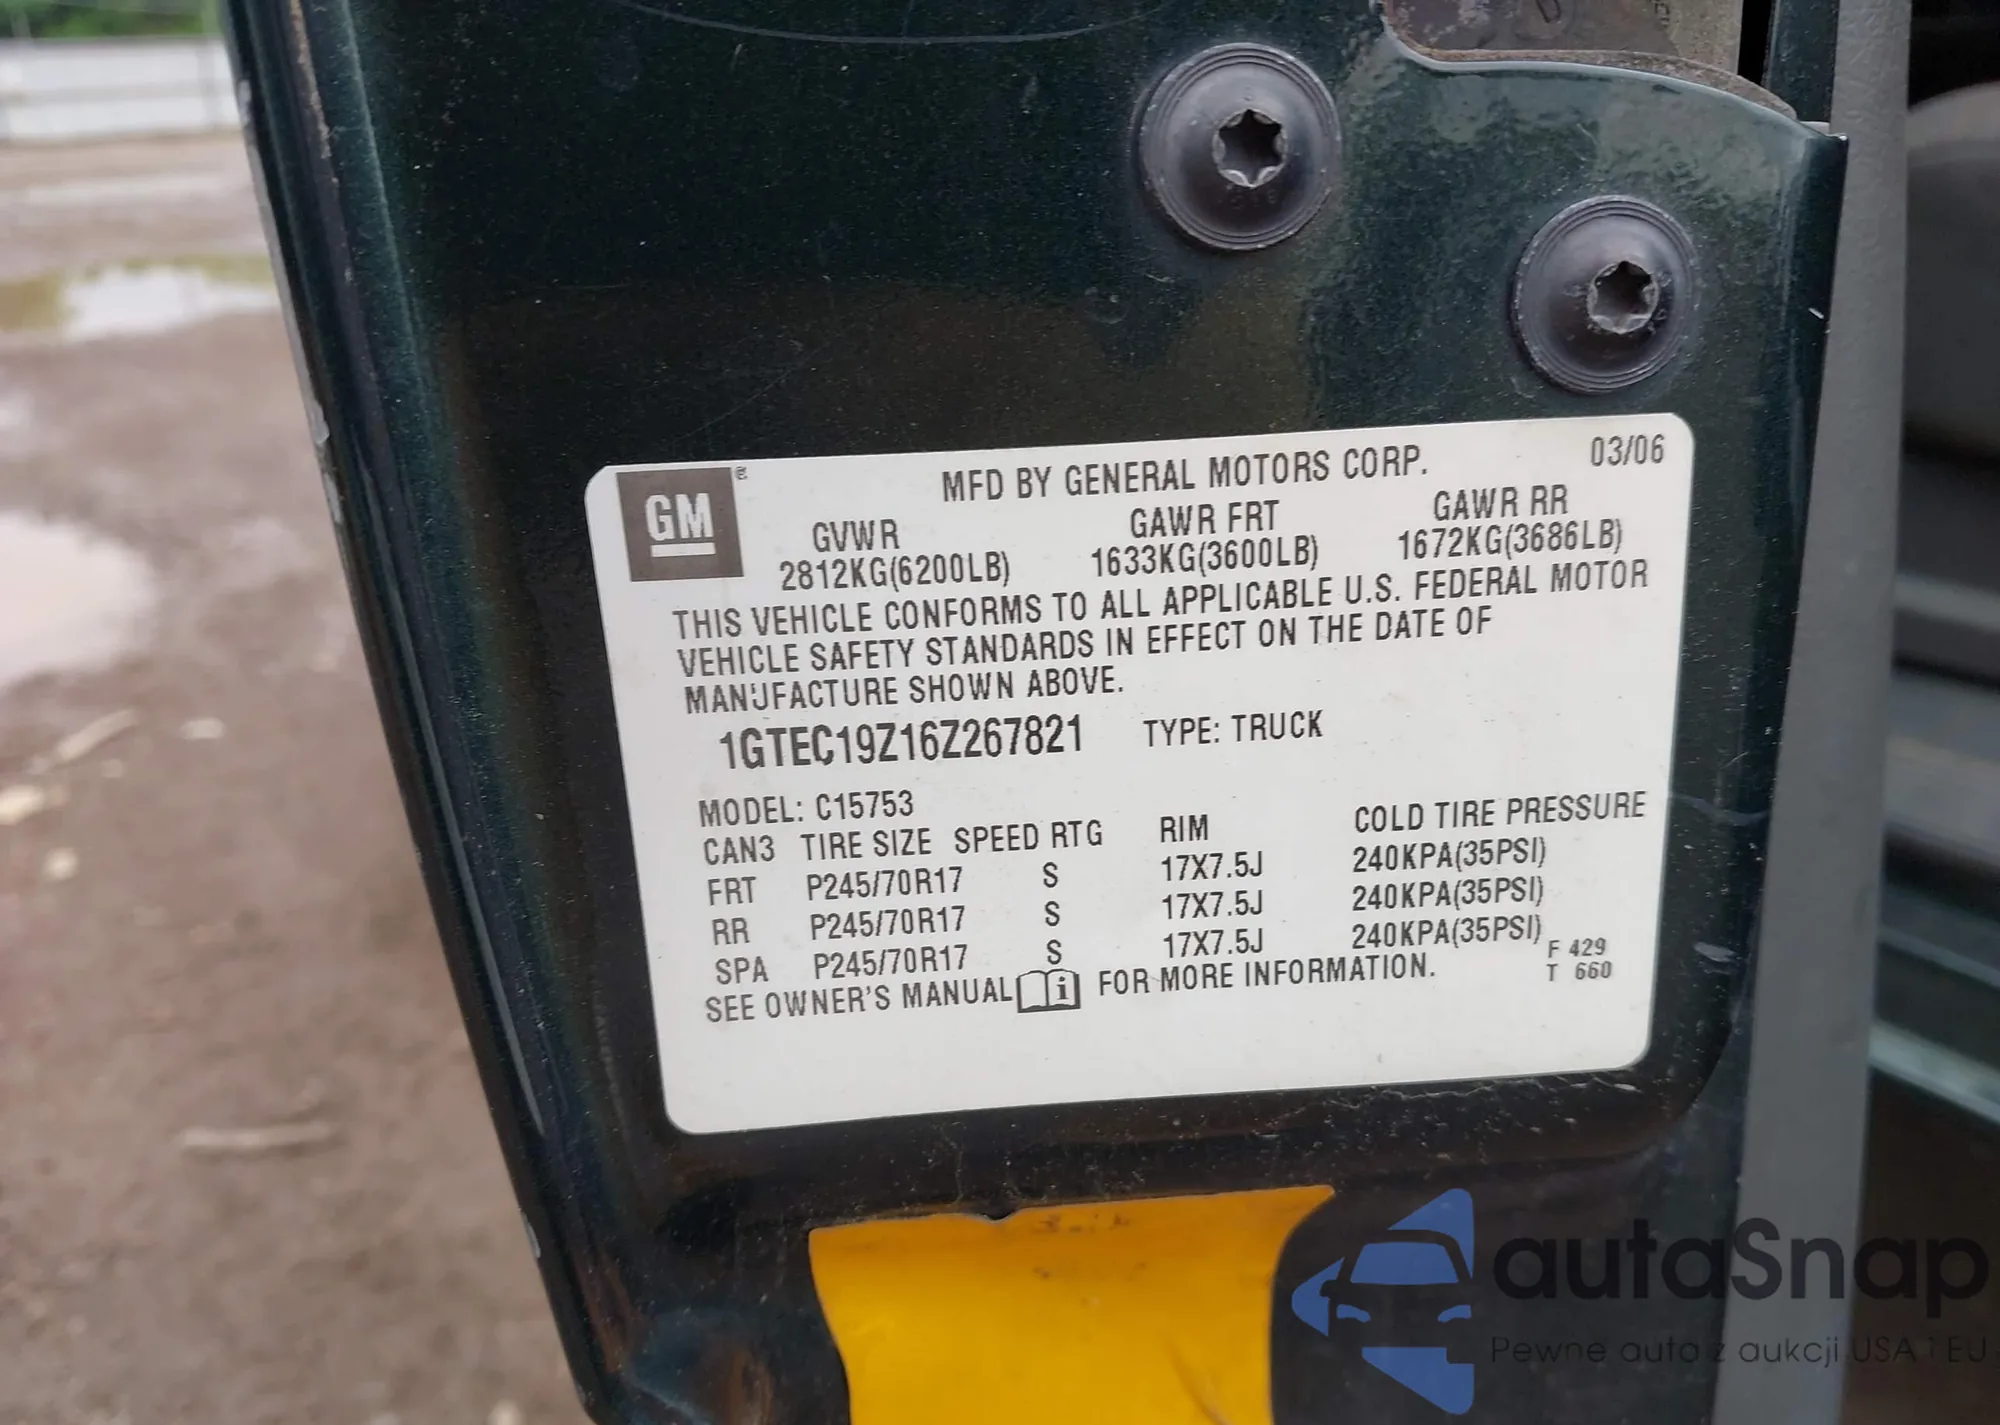 GM ®
MFD BY GENERAL MOTORS CORP. 03/06
GVWR GAWR FRT GAWR RR
2812KG(6200LB) 1633KG(3600LB) 1672KG(3686LB)
THIS VEHICLE CONFORMS TO ALL APPLICABLE U.S. FEDERAL MOTOR
VEHICLE SAFETY STANDARDS IN EFFECT ON THE DATE OF
MANUFACTURE SHOWN ABOVE.
1GTEC19Z16Z267821 TYPE: TRUCK
MODEL: C15753
CAN3 TIRE SIZE SPEED RTG RIM COLD TIRE PRESSURE
FRT P245/70R17 S 17X7.5J 240KPA(35PSI)
RR P245/70R17 S 17X7.5J 240KPA(35PSI)
SPA P245/70R17 S 17X7.5J 240KPA(35PSI)
SEE OWNER'S MANUAL i FOR MORE INFORMATION.
F 429
T 660
autaSnap
Pewne auta z aukcji USA i EU